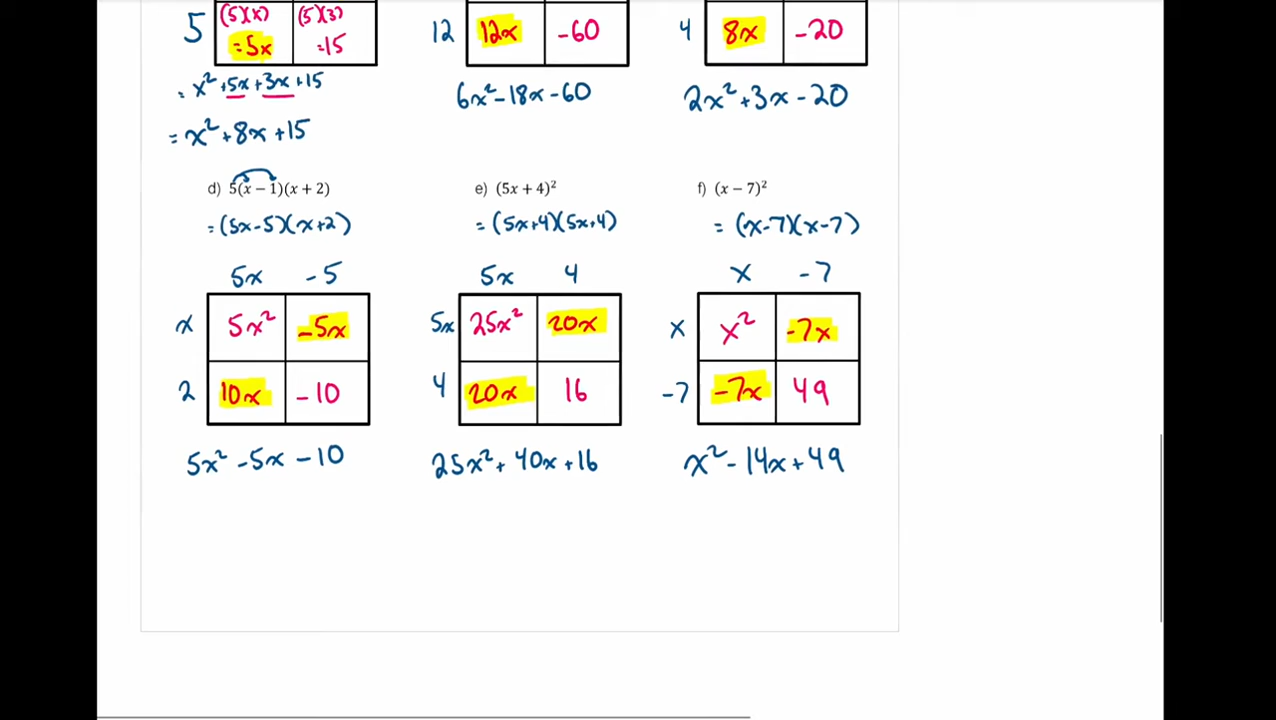 (5)(x) (5)(3)
5 =5x =15
12 12x -60
4 8x -20
= x² +5x +3x +15
= x² +8x +15
6x² - 18x - 60
2x² + 3x - 20
d) 5(x − 1)(x + 2)
= (5x-5)(x+2)
5x -5
x 5x² -5x
2 10x -10
5x² -5x -10
e) (5x + 4)²
= (5x+4)(5x+4)
5x 4
5x 25x² 20x
4 20x 16
25x² + 40x + 16
f) (x − 7)²
= (x-7)(x-7)
x -7
x x² -7x
-7 -7x 49
x² - 14x + 49